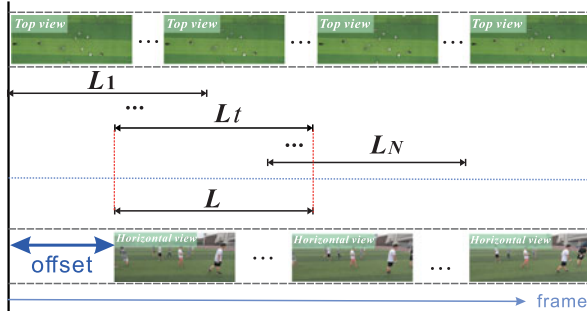 Top view
...
Top view
...
Top view
...
Top view
L1
...
Lt
...
LN
L
offset
Horizontal view
...
Horizontal view
...
Horizontal view
frame